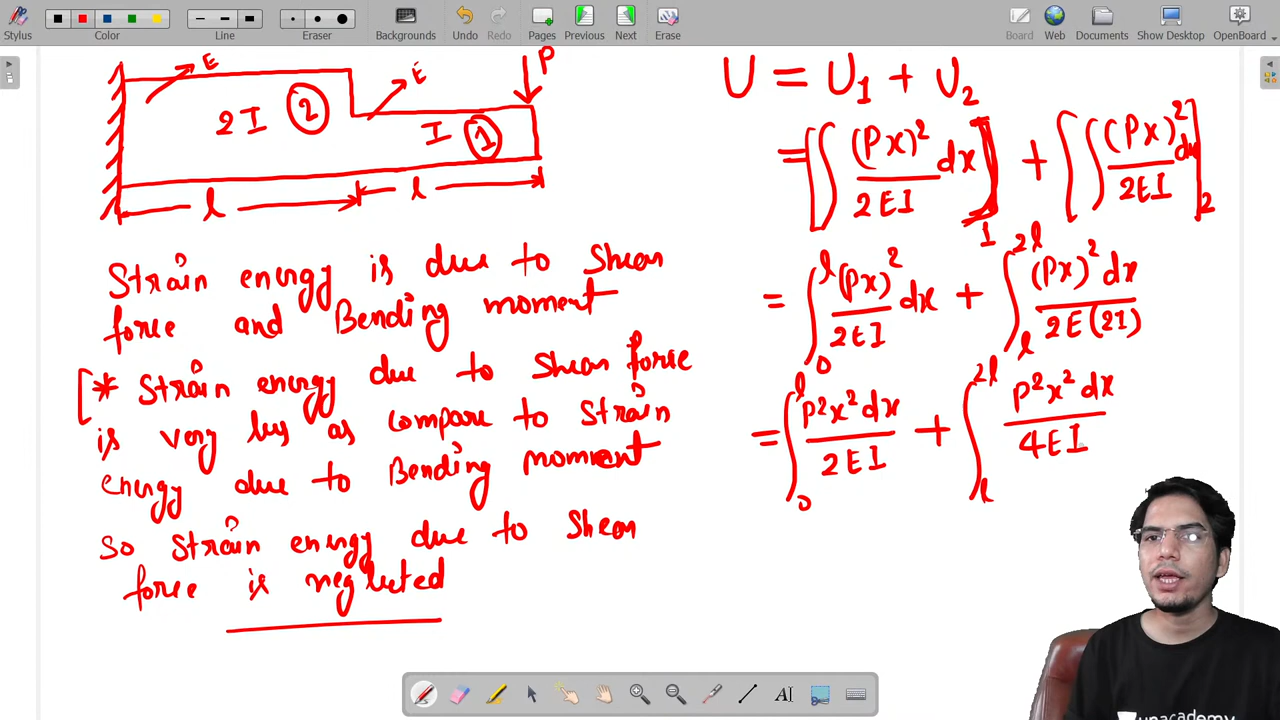 Stylus
Color
Line
Eraser
Backgrounds
Undo
Redo
Pages
Previous
Next
Erase
Board
Web
Documents
Show Desktop
OpenBoard
E
E
P
2I
2
I
1
l
l
Strain energy is due to Shear
force and Bending moment
[* Strain energy due to Shear force
is very less as compare to Strain
energy due to Bending moment
So Strain energy due to Shear
force is neglected
U = U₁ + U₂
= [∫ (Px)²/2EI dx]₁ + [∫ (Px)²/2EI dx]₂
= ∫₀^l (Px)²/2EI dx + ∫_l^2l (Px)² dx/2E(2I)
= ∫₀^l P²x² dx/2EI + ∫_l^2l P²x² dx/4EI
unacademy